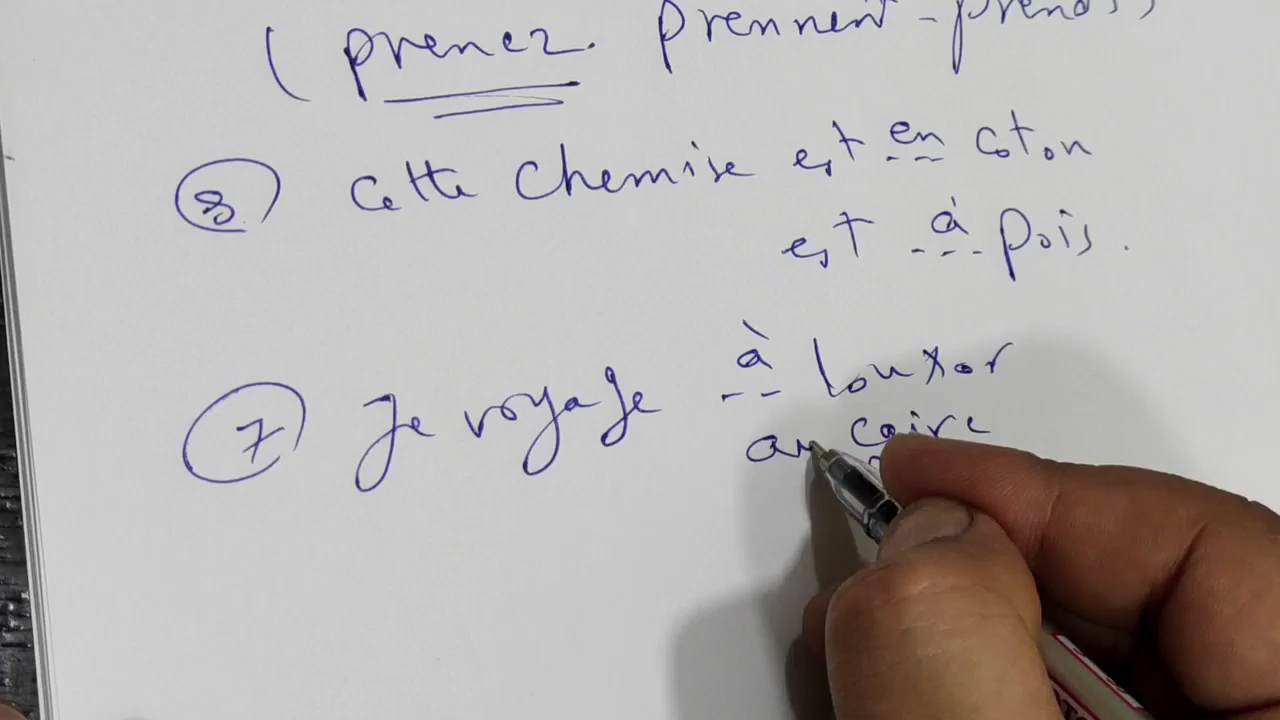 ( prenez. prennent - prends )
8 Cette chemise est en coton
est à pois.
7 Je voyage à louxor
au caire